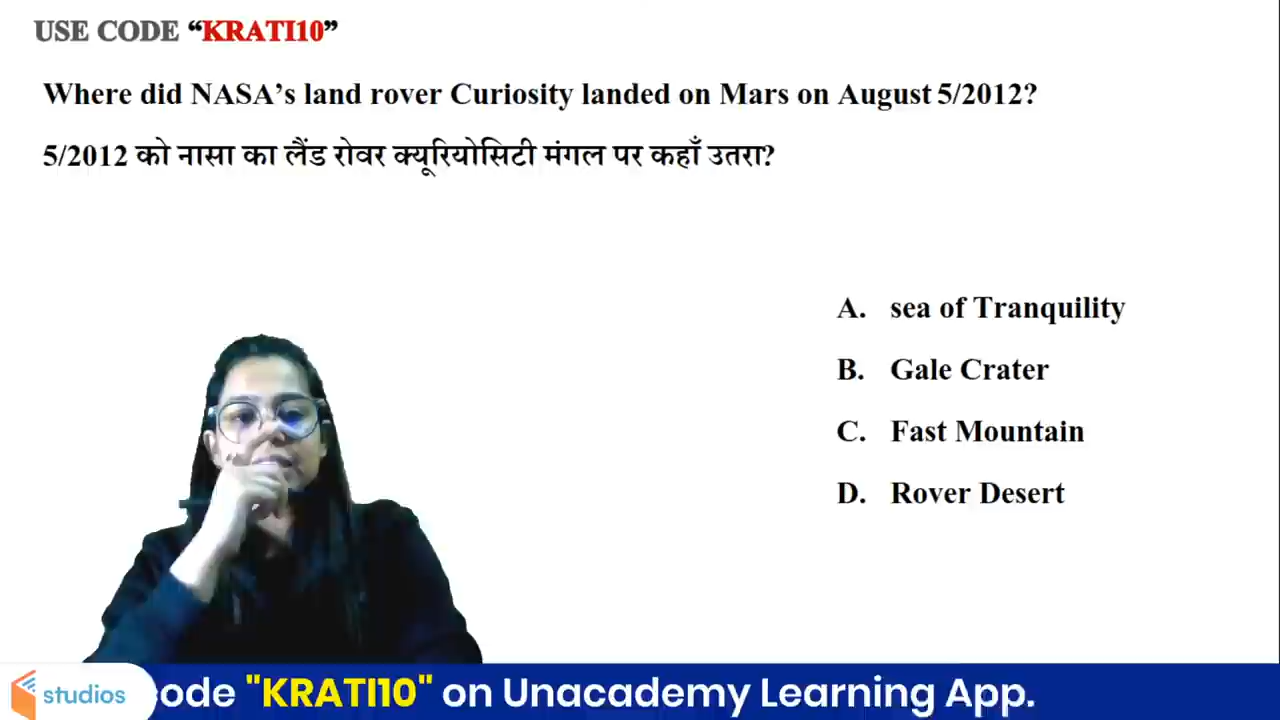 USE CODE “KRATI10”
Where did NASA’s land rover Curiosity landed on Mars on August 5/2012?
5/2012 को नासा का लैंड रोवर क्यूरियोसिटी मंगल पर कहाँ उतरा?
A. sea of Tranquility
B. Gale Crater
C. Fast Mountain
D. Rover Desert
studios
code "KRATI10" on Unacademy Learning App.